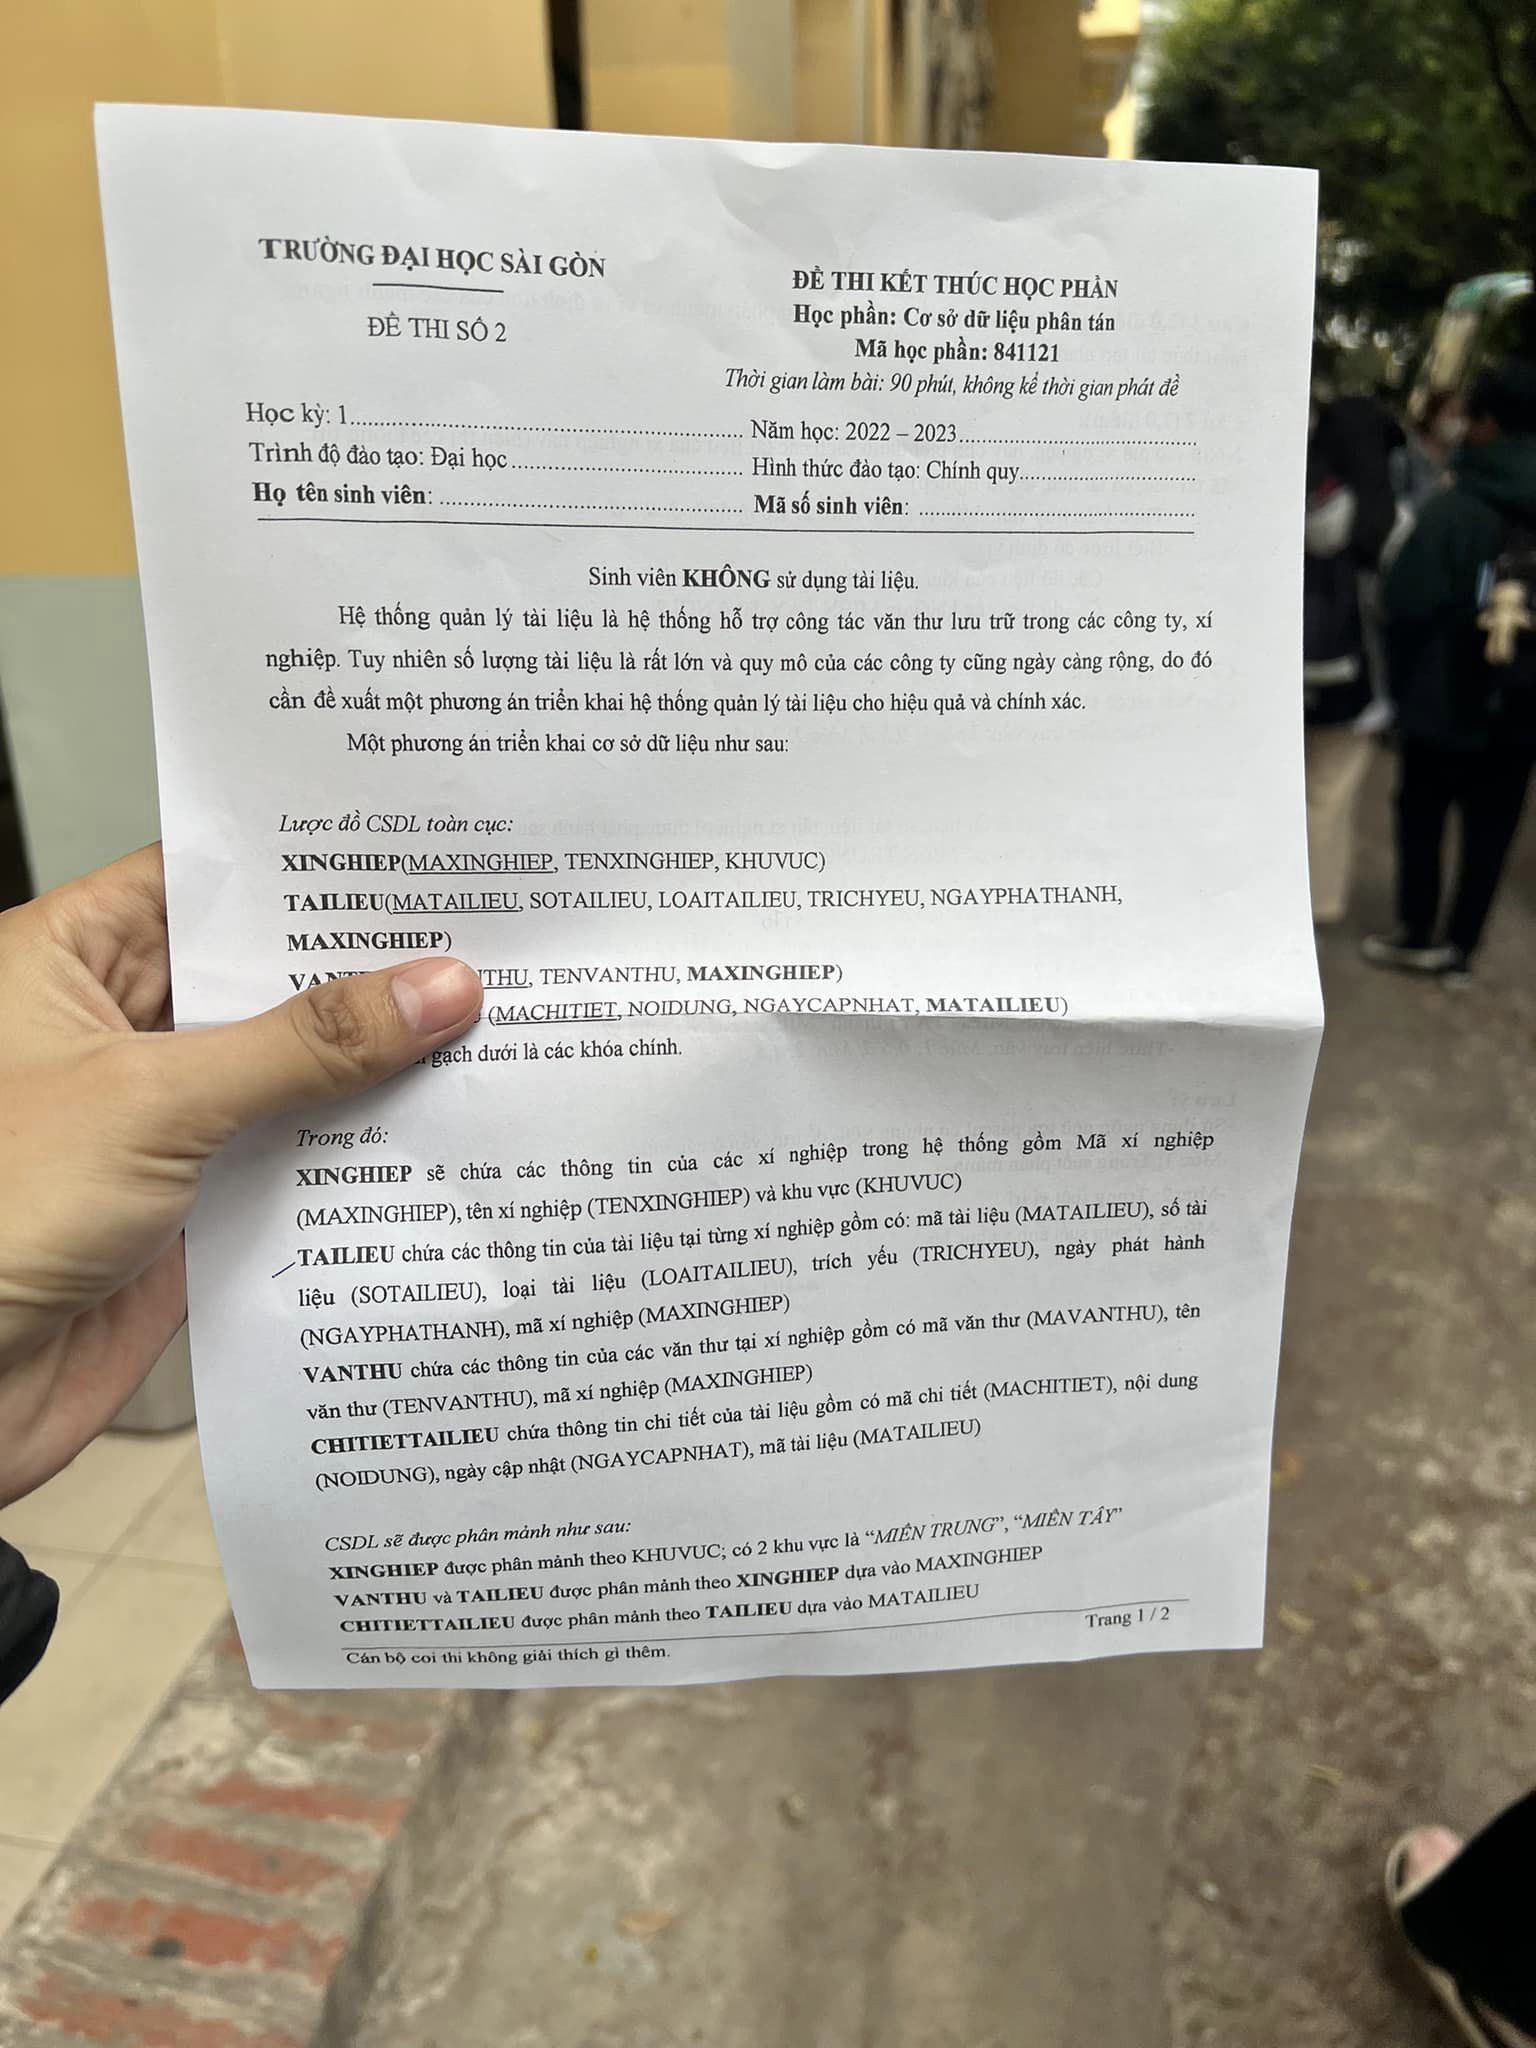 TRƯỜNG ĐẠI HỌC SÀI GÒN
ĐỀ THI SỐ 2
ĐỀ THI KẾT THÚC HỌC PHẦN
Học phần: Cơ sở dữ liệu phân tán
Mã học phần: 841121
Thời gian làm bài: 90 phút, không kể thời gian phát đề
Học kỳ: 1.......... Năm học: 2022 – 2023..........
Trình độ đào tạo: Đại học.......... Hình thức đào tạo: Chính quy..........
Họ tên sinh viên: .......... Mã số sinh viên: ..........
Sinh viên KHÔNG sử dụng tài liệu.
Hệ thống quản lý tài liệu là hệ thống hỗ trợ công tác văn thư lưu trữ trong các công ty, xí
nghiệp. Tuy nhiên số lượng tài liệu là rất lớn và quy mô của các công ty cũng ngày càng rộng, do đó
cần đề xuất một phương án triển khai hệ thống quản lý tài liệu cho hiệu quả và chính xác.
Một phương án triển khai cơ sở dữ liệu như sau:
Lược đồ CSDL toàn cục:
XINGHIEP(MAXINGHIEP, TENXINGHIEP, KHUVUC)
TAILIEU(MATAILIEU, SOTAILIEU, LOAITAILIEU, TRICHYEU, NGAYPHATHANH,
MAXINGHIEP)
THU, TENVANTHU, MAXINGHIEP)
(MACHITIET, NOIDUNG, NGAYCAPNHAT, MATAILIEU)
gạch dưới là các khóa chính.
Trong đó:
XINGHIEP sẽ chứa các thông tin của các xí nghiệp trong hệ thống gồm Mã xí nghiệp
(MAXINGHIEP), tên xí nghiệp (TENXINGHIEP) và khu vực (KHUVUC)
TAILIEU chứa các thông tin của tài liệu tại từng xí nghiệp gồm có: mã tài liệu (MATAILIEU), số tài
liệu (SOTAILIEU), loại tài liệu (LOAITAILIEU), trích yếu (TRICHYEU), ngày phát hành
(NGAYPHATHANH), mã xí nghiệp (MAXINGHIEP)
VANTHU chứa các thông tin của các văn thư tại xí nghiệp gồm có mã văn thư (MAVANTHU), tên
văn thư (TENVANTHU), mã xí nghiệp (MAXINGHIEP)
CHITIETTAILIEU chứa thông tin chi tiết của tài liệu gồm có mã chi tiết (MACHITIET), nội dung
(NOIDUNG), ngày cập nhật (NGAYCAPNHAT), mã tài liệu (MATAILIEU)
CSDL sẽ được phân mảnh như sau:
XINGHIEP được phân mảnh theo KHUVUC; có 2 khu vực là “MIỀN TRUNG”, “MIỀN TÂY”
VANTHU và TAILIEU được phân mảnh theo XINGHIEP dựa vào MAXINGHIEP
CHITIETTAILIEU được phân mảnh theo TAILIEU dựa vào MATAILIEU
Trang 1 / 2
Cán bộ coi thi không giải thích gì thêm.